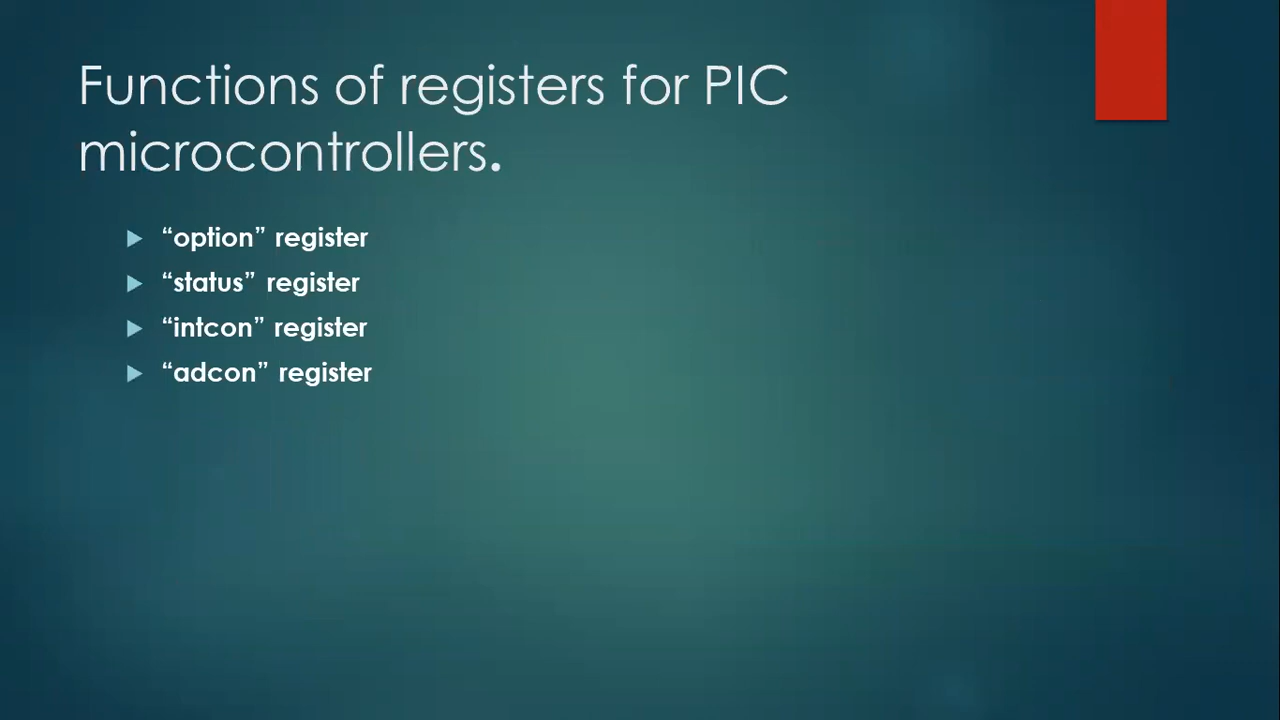 Functions of registers for PIC
microcontrollers.
“option” register
“status” register
“intcon” register
“adcon” register